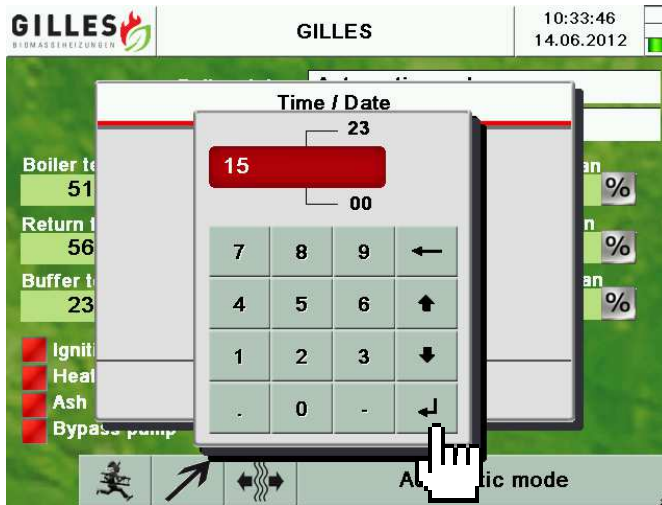 GILLES
BIOMASSEHEIZUNGEN
GILLES
10:33:46
14.06.2012
Time / Date
23
15
00
Boiler te
51
an
%
Return t
56
n
%
Buffer t
23
an
%
7 8 9
4 5 6
1 2 3
. 0 -
Igniti
Heat
Ash
Bypass pump
A tic mode